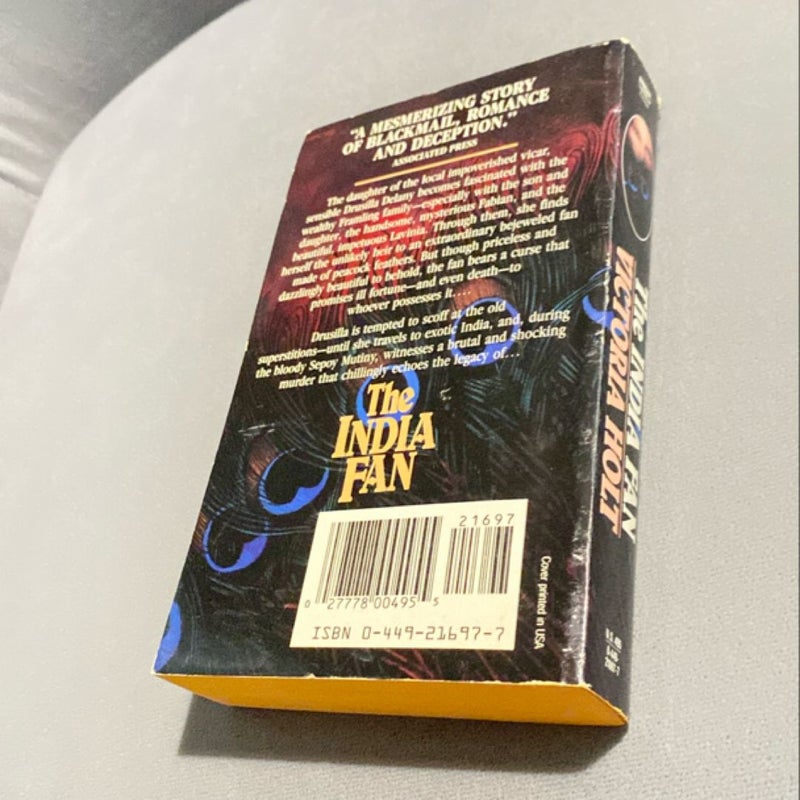 "A MESMERIZING STORY
OF BLACKMAIL, ROMANCE
AND DECEPTION."
ASSOCIATED PRESS
The daughter of the local impoverished vicar,
sensible Drusilla Delany becomes fascinated with the
wealthy Framling family—especially with the son and
daughter, the handsome, mysterious Fabian, and the
beautiful, impetuous Lavinia. Through them, she finds
herself the unlikely heir to an extraordinary bejeweled fan
made of peacock feathers. But though priceless and
dazzlingly beautiful to behold, the fan bears a curse that
promises ill fortune—and even death—to
whoever possesses it....
Drusilla is tempted to scoff at the old
superstitions—until she travels to exotic India, and, during
the bloody Sepoy Mutiny, witnesses a brutal and shocking
murder that chillingly echoes the legacy of...
The
INDIA
FAN
21697
0 27778 00495 5
ISBN 0-449-21697-7
Cover printed in USA
The INDIA FAN
VICTORIA HOLT